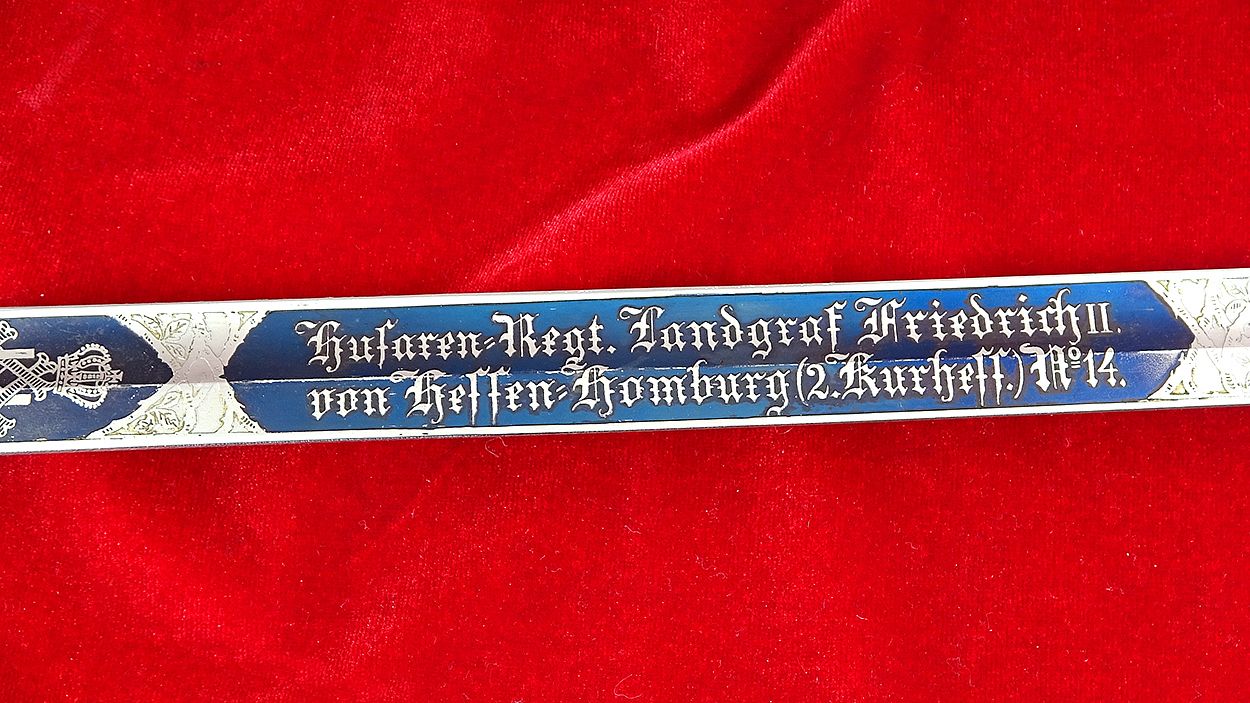 Husaren-Regt. Landgraf Friedrich II.
von Hessen-Homburg (2. Kurhess.) No 14.